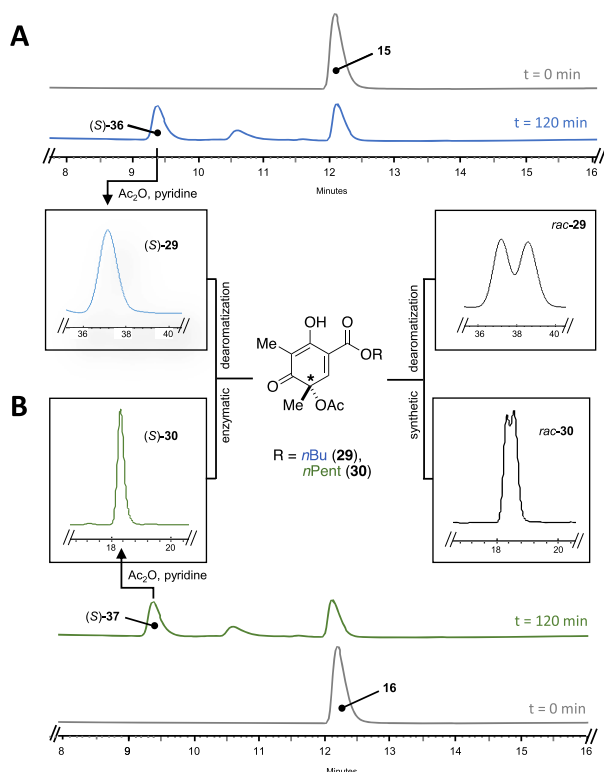 A
15
t = 0 min
(S)-36
t = 120 min
8 9 10 11 12 13 14 15 16
Minutes
Ac2O, pyridine
(S)-29
36 38 40
rac-29
36 38 40
dearomatization
enzymatic
OH
O
Me
OR
O
*
Me
OAc
R = nBu (29),
nPent (30)
dearomatization
synthetic
B
(S)-30
18 20
rac-30
18 20
Ac2O, pyridine
(S)-37
t = 120 min
16
t = 0 min
8 9 10 11 12 13 14 15 16
Minutes